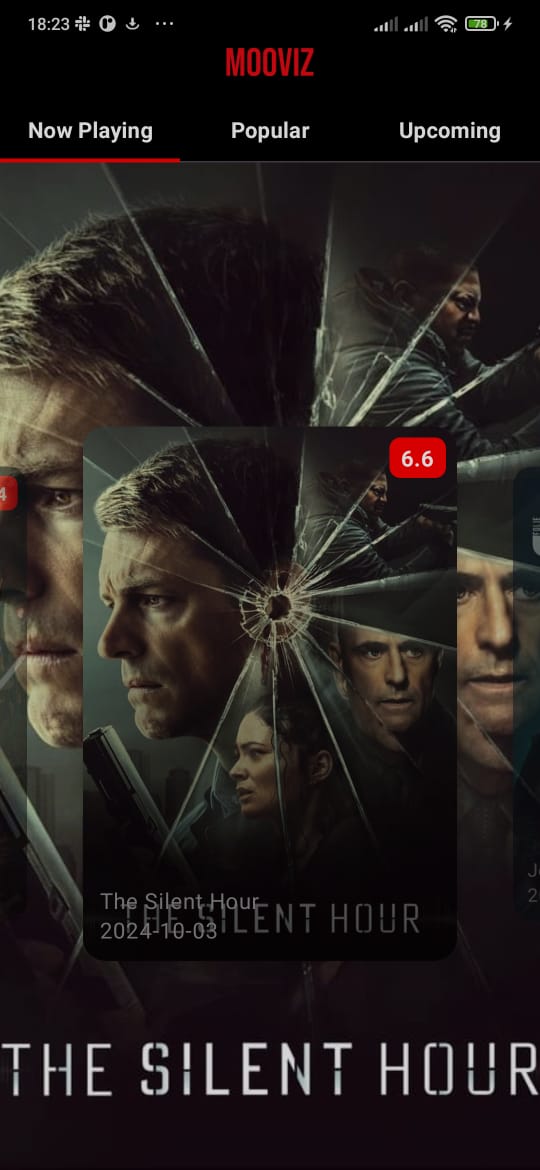 18:23
78
MOOVIZ
Now Playing
Popular
Upcoming
6.6
4
The Silent Hour
THE SILENT HOUR
2024-10-03
J
2
THE SILENT HOUR